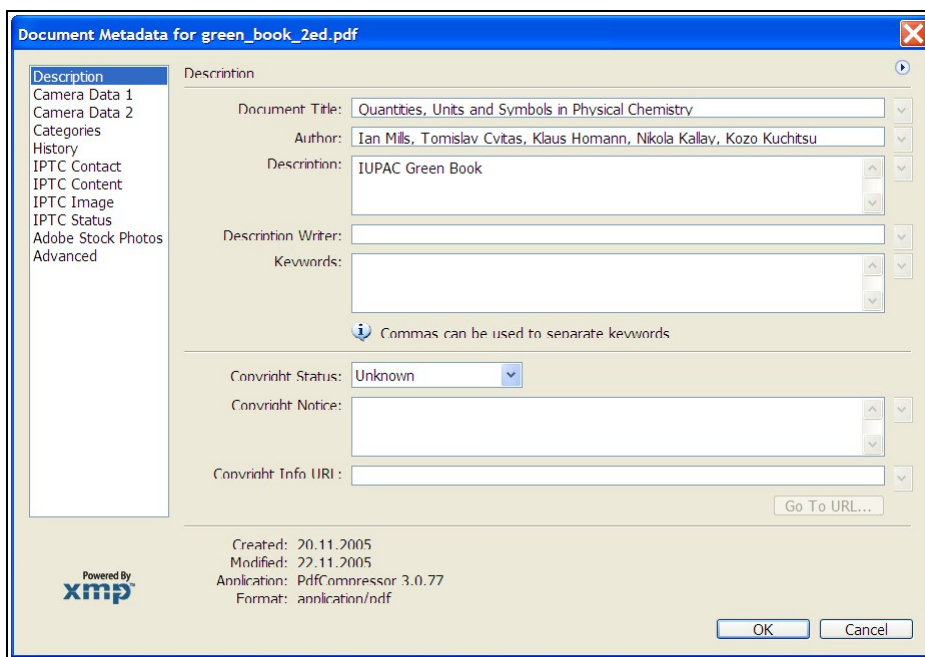 Document Metadata for green_book_2ed.pdf
Description
Camera Data 1
Camera Data 2
Categories
History
IPTC Contact
IPTC Content
IPTC Image
IPTC Status
Adobe Stock Photos
Advanced
Powered By
xmp™
Description
Document Title: Quantities, Units and Symbols in Physical Chemistry
Author: Ian Mills, Tomislav Cvitas, Klaus Homann, Nikola Kallay, Kozo Kuchitsu
Description: IUPAC Green Book
Description Writer:
Keywords:
Commas can be used to separate keywords
Copyright Status: Unknown
Copyright Notice:
Copyright Info URL:
Go To URL...
Created: 20.11.2005
Modified: 22.11.2005
Application: PdfCompressor 3.0.77
Format: application/pdf
OK Cancel